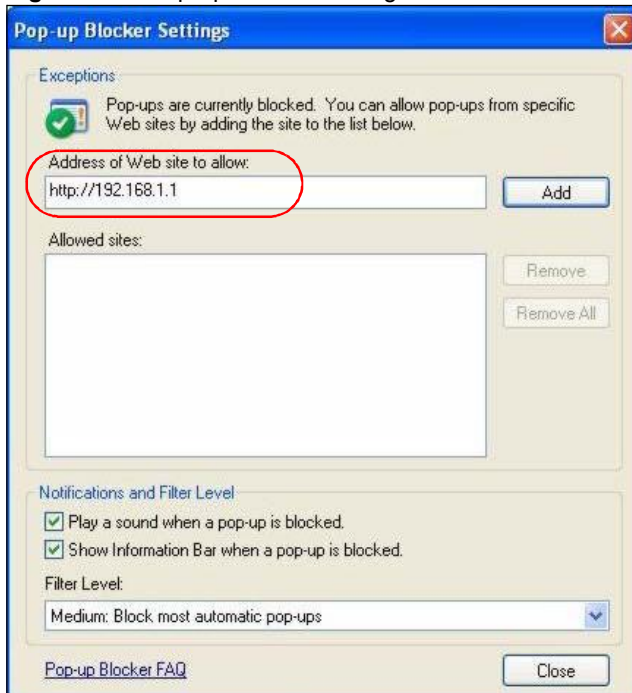 Pop-up Blocker Settings
Exceptions
Pop-ups are currently blocked. You can allow pop-ups from specific
Web sites by adding the site to the list below.
Address of Web site to allow:
http://192.168.1.1
Add
Allowed sites:
Remove
Remove All
Notifications and Filter Level
Play a sound when a pop-up is blocked.
Show Information Bar when a pop-up is blocked.
Filter Level:
Medium: Block most automatic pop-ups
Pop-up Blocker FAQ
Close